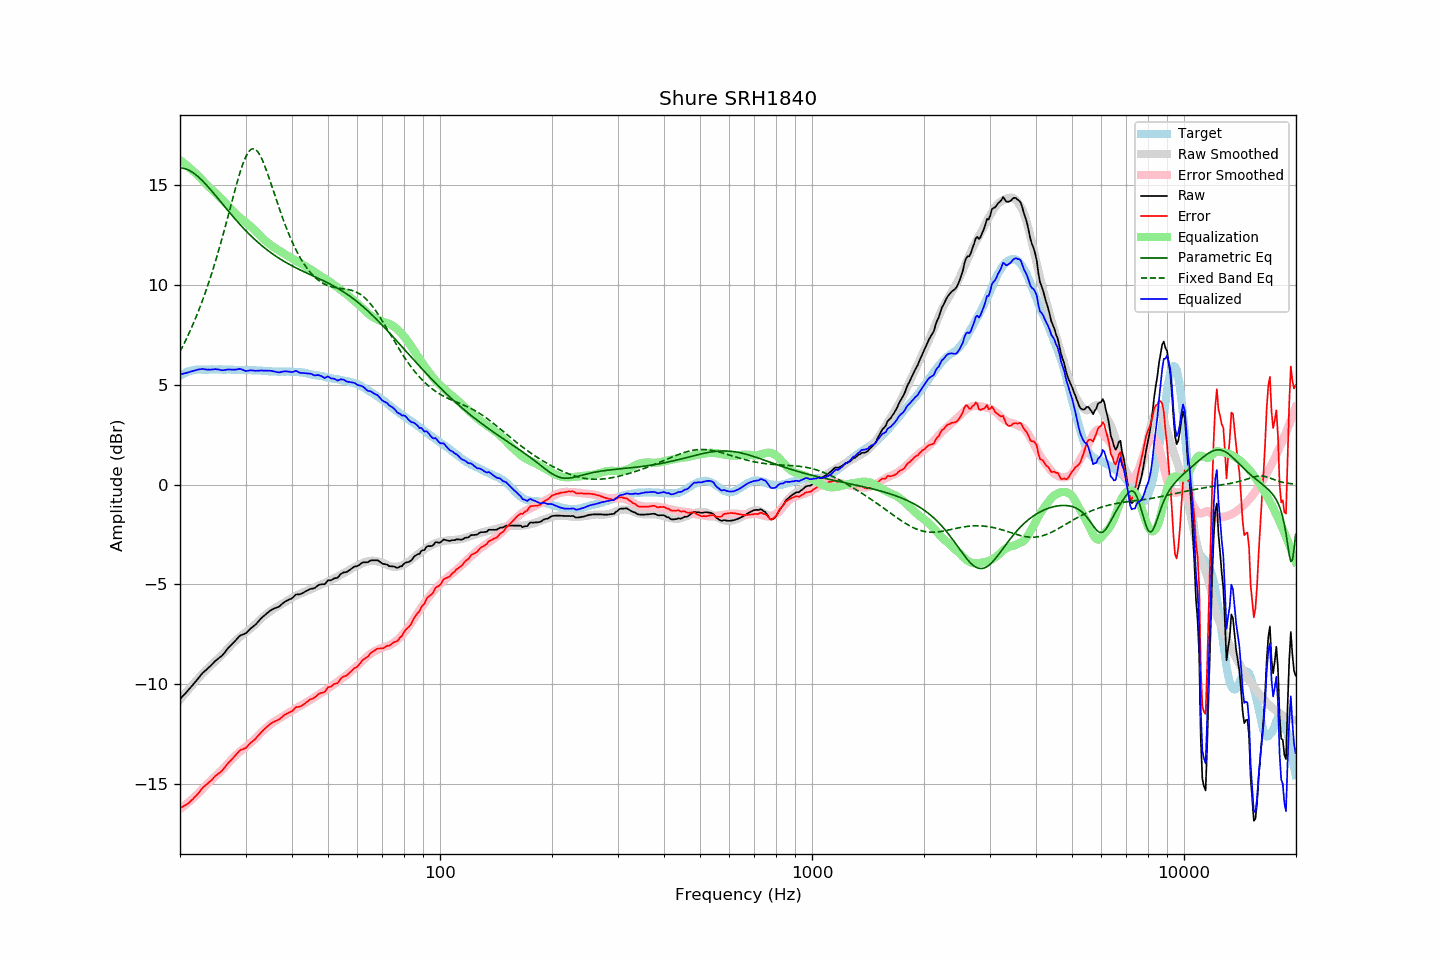 Shure SRH1840
Target
Raw Smoothed
Error Smoothed
Raw
Error
Equalization
Parametric Eq
Fixed Band Eq
Equalized
Amplitude (dBr)
15
10
5
0
−5
−10
−15
100
1000
10000
Frequency (Hz)